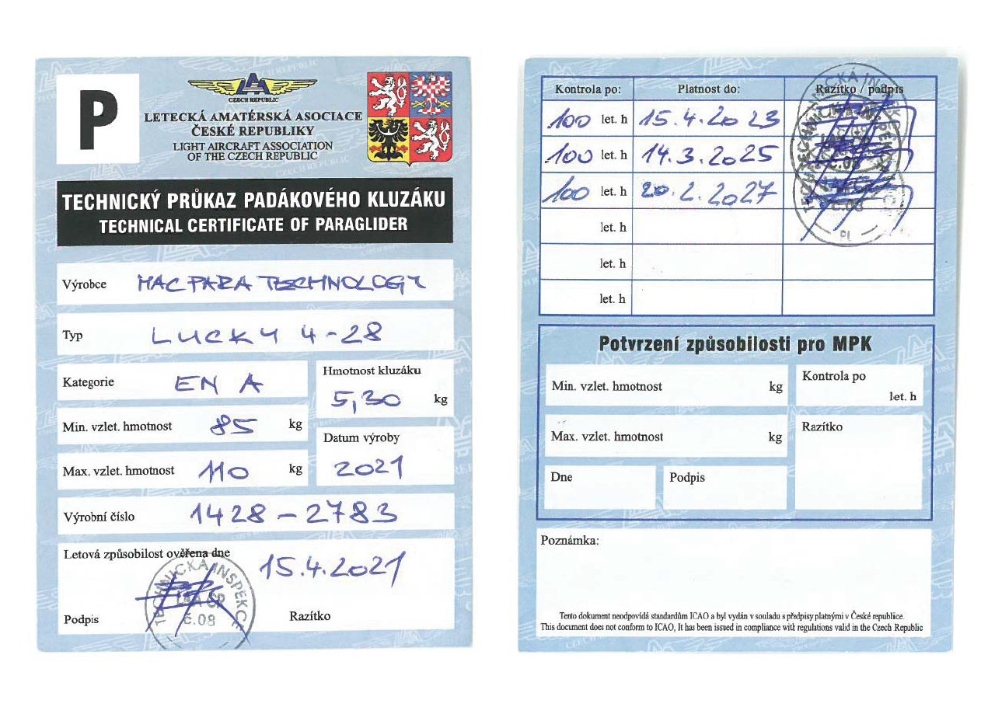 P
CZECH REPUBLIC
LETECKÁ AMATÉRSKÁ ASOCIACE
ČESKÉ REPUBLIKY
LIGHT AIRCRAFT ASSOCIATION
OF THE CZECH REPUBLIC
TECHNICKÝ PRŮKAZ PADÁKOVÉHO KLUZÁKU
TECHNICAL CERTIFICATE OF PARAGLIDER
Výrobce MAC PARA TECHNOLOGY
Typ LUCKY 4-28
Kategorie EN A
Hmotnost kluzáku
5,30 kg
Min. vzlet. hmotnost 85 kg
Datum výroby
2021
Max. vzlet. hmotnost 110 kg
Výrobní číslo 1428-2783
Letová způsobilost ověřena dne
15.4.2021
TECHNICKÁ INSPEKCE
LAA ČR
č.08
Podpis Razítko
Kontrola po: Platnost do: Razítko / podpis
100 let. h 15.4.2023
100 let. h 14.3.2025
100 let. h 20.2.2027
let. h
let. h
let. h
Potvrzení způsobilosti pro MPK
Min. vzlet. hmotnost kg
Kontrola po
let. h
Max. vzlet. hmotnost kg
Razítko
Dne Podpis
Poznámka:
Tento dokument neodpovídá standardům ICAO a byl vydán v souladu s předpisy platnými v České republice.
This document does not conform to ICAO, It has been issued in compliance with regulations valid in the Czech Republic